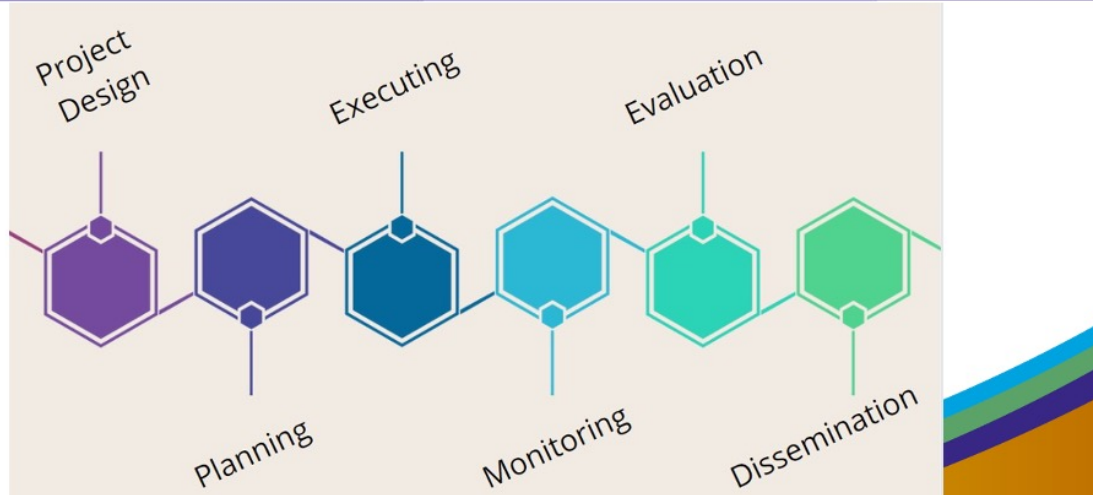 Project
Design
Executing
Evaluation
Planning
Monitoring
Dissemination